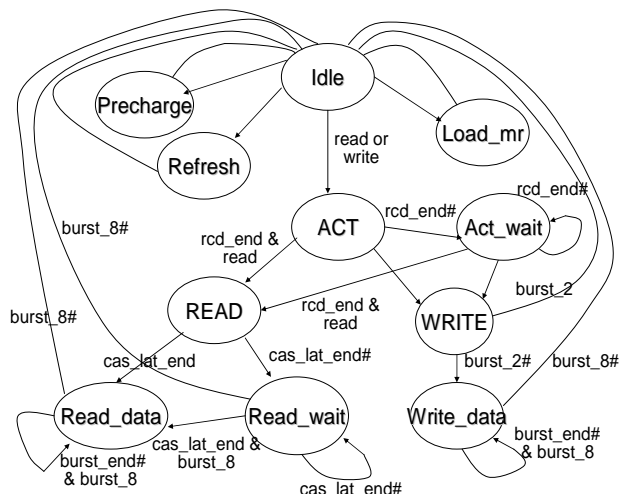 Idle
Precharge
Load_mr
read or
write
Refresh
rcd_end#
rcd_end#
burst_8#
ACT
Act_wait
rcd_end &
read
burst_2
READ
rcd_end &
read
WRITE
burst_8#
cas_lat_end
cas_lat_end#
burst_2#
burst_8#
Read_data
Read_wait
Write_data
cas_lat_end &
burst_8
burst_end#
& burst_8
burst_end#
& burst_8
cas_lat_end#